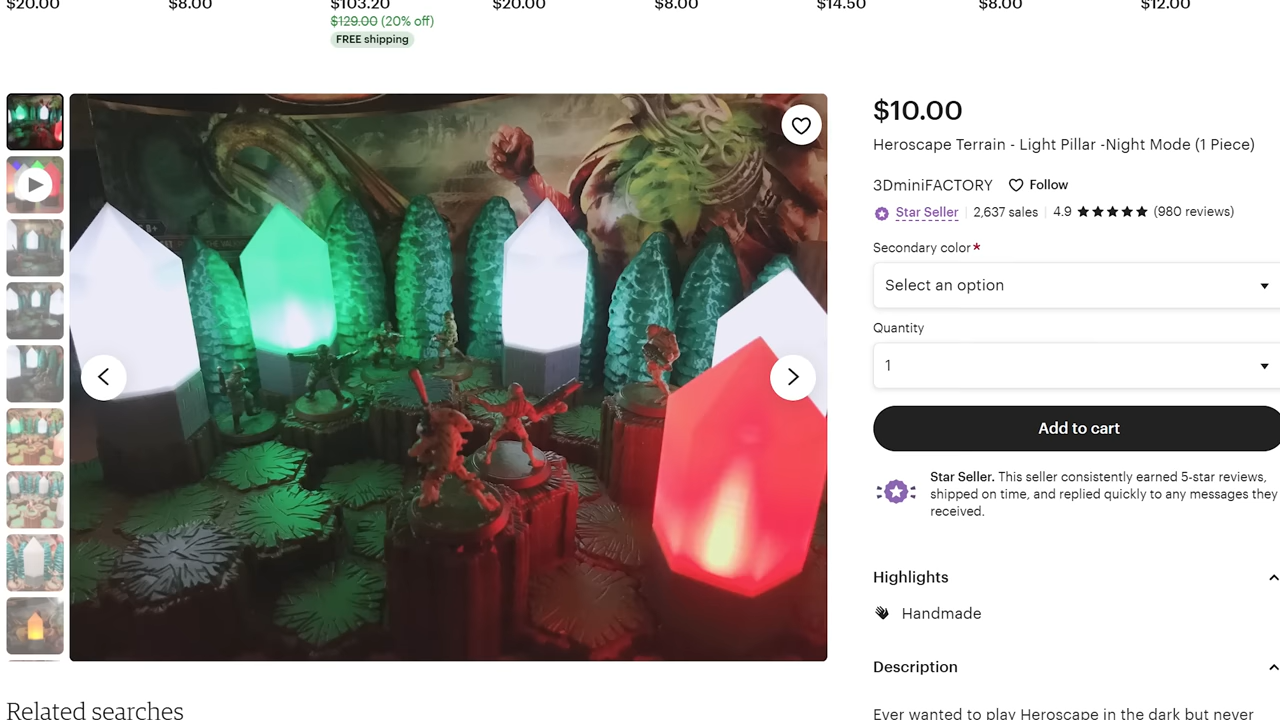 $20.00
$8.00
$103.20
$20.00
$8.00
$14.50
$8.00
$12.00
$129.00 (20% off)
FREE shipping
$10.00
Heroscape Terrain - Light Pillar -Night Mode (1 Piece)
3DminiFACTORY
Follow
Star Seller
2,637 sales
4.9
(980 reviews)
Secondary color*
Select an option
Quantity
1
Add to cart
Star Seller. This seller consistently earned 5-star reviews,
shipped on time, and replied quickly to any messages they
received.
Highlights
Handmade
Description
Ever wanted to play Heroscape in the dark but never
Related searches